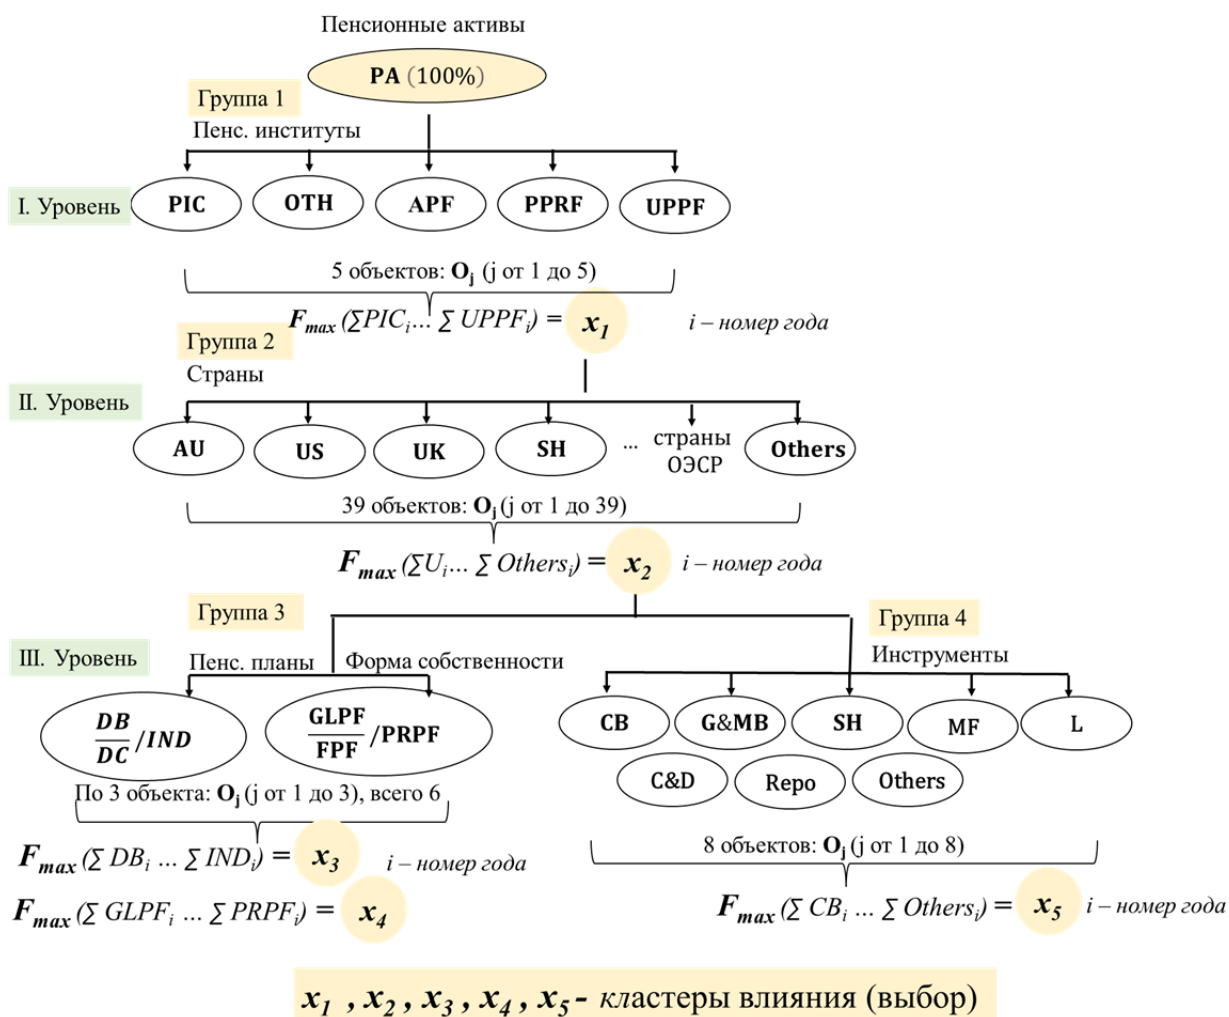 Пенсионные активы
PA (100%)
Группа 1
Пенс. институты
I. Уровень
PIC OTH APF PPRF UPPF
5 объектов: Oj (j от 1 до 5)
Fmax (∑PICi... ∑ UPPFi) = x1 i – номер года
Группа 2
Страны
II. Уровень
AU US UK SH ... страны ОЭСР Others
39 объектов: Oj (j от 1 до 39)
Fmax (∑Ui... ∑ Othersi) = x2 i – номер года
Группа 3
Группа 4
III. Уровень
Пенс. планы Форма собственности
Инструменты
DB/DC /IND
GLPF/FPF /PRPF
CB G&MB SH MF L
C&D Repo Others
По 3 объекта: Oj (j от 1 до 3), всего 6
8 объектов: Oj (j от 1 до 8)
Fmax (∑ DBi ... ∑ INDi) = x3 i – номер года
Fmax (∑ GLPFi ... ∑ PRPFi) = x4
Fmax (∑ CBi ... ∑ Othersi) = x5 i – номер года
x1 , x2 , x3 , x4 , x5 - кластеры влияния (выбор)